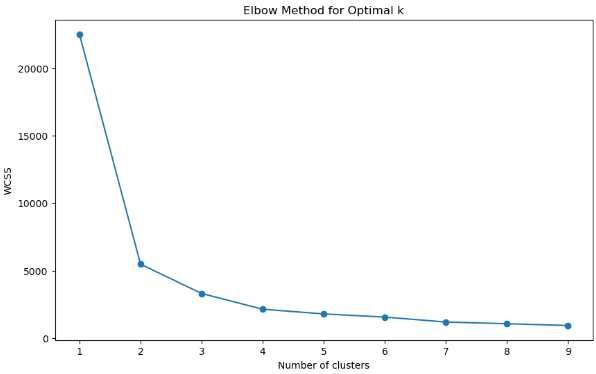 Elbow Method for Optimal k
20000
15000
10000
5000
0
WCSS
1 2 3 4 5 6 7 8 9
Number of clusters